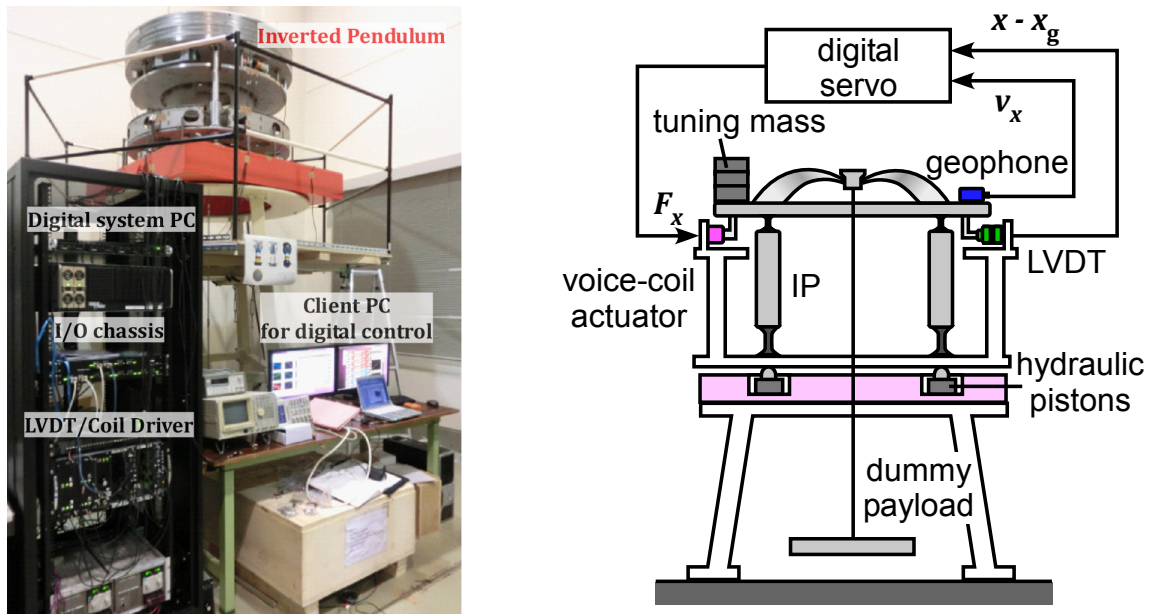 Inverted Pendulum
Digital system PC
I/O chassis
Client PC
for digital control
LVDT/Coil Driver
digital
servo
x - xg
vx
tuning mass
geophone
Fx
LVDT
voice-coil
actuator
IP
hydraulic
pistons
dummy
payload